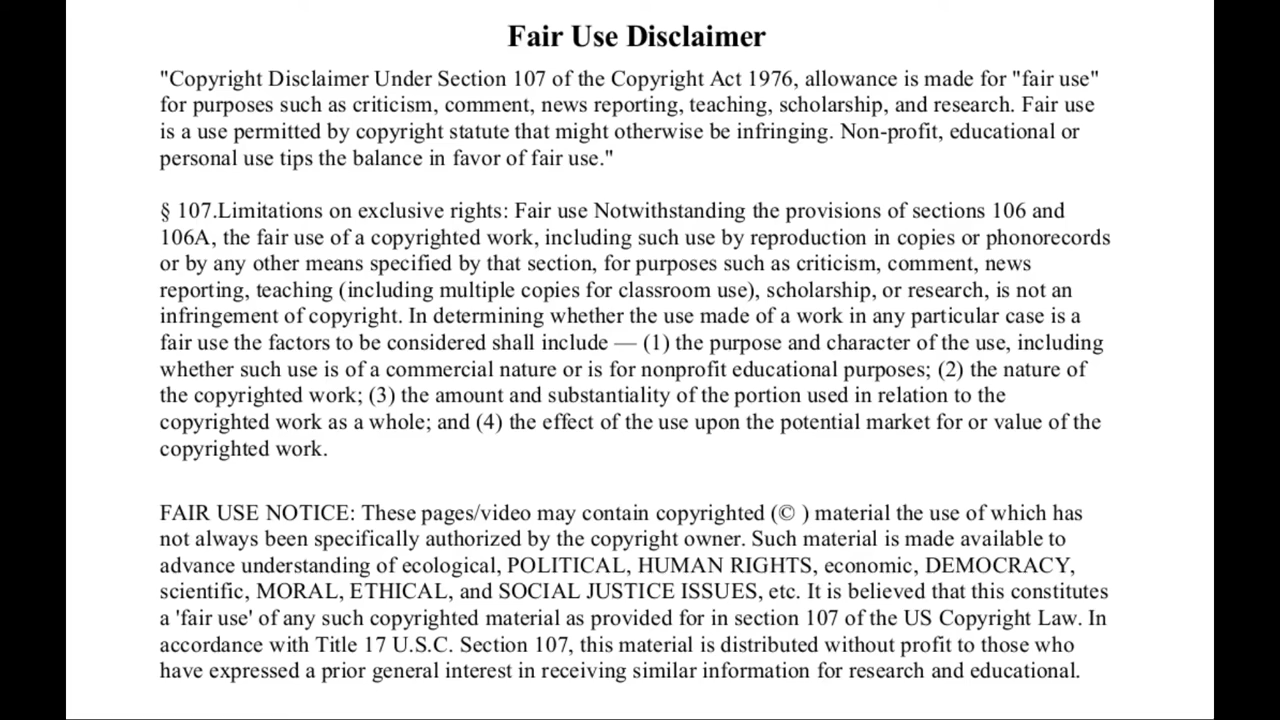 Fair Use Disclaimer
"Copyright Disclaimer Under Section 107 of the Copyright Act 1976, allowance is made for "fair use"
for purposes such as criticism, comment, news reporting, teaching, scholarship, and research. Fair use
is a use permitted by copyright statute that might otherwise be infringing. Non-profit, educational or
personal use tips the balance in favor of fair use."
§ 107.Limitations on exclusive rights: Fair use Notwithstanding the provisions of sections 106 and
106A, the fair use of a copyrighted work, including such use by reproduction in copies or phonorecords
or by any other means specified by that section, for purposes such as criticism, comment, news
reporting, teaching (including multiple copies for classroom use), scholarship, or research, is not an
infringement of copyright. In determining whether the use made of a work in any particular case is a
fair use the factors to be considered shall include — (1) the purpose and character of the use, including
whether such use is of a commercial nature or is for nonprofit educational purposes; (2) the nature of
the copyrighted work; (3) the amount and substantiality of the portion used in relation to the
copyrighted work as a whole; and (4) the effect of the use upon the potential market for or value of the
copyrighted work.
FAIR USE NOTICE: These pages/video may contain copyrighted (© ) material the use of which has
not always been specifically authorized by the copyright owner. Such material is made available to
advance understanding of ecological, POLITICAL, HUMAN RIGHTS, economic, DEMOCRACY,
scientific, MORAL, ETHICAL, and SOCIAL JUSTICE ISSUES, etc. It is believed that this constitutes
a 'fair use' of any such copyrighted material as provided for in section 107 of the US Copyright Law. In
accordance with Title 17 U.S.C. Section 107, this material is distributed without profit to those who
have expressed a prior general interest in receiving similar information for research and educational.